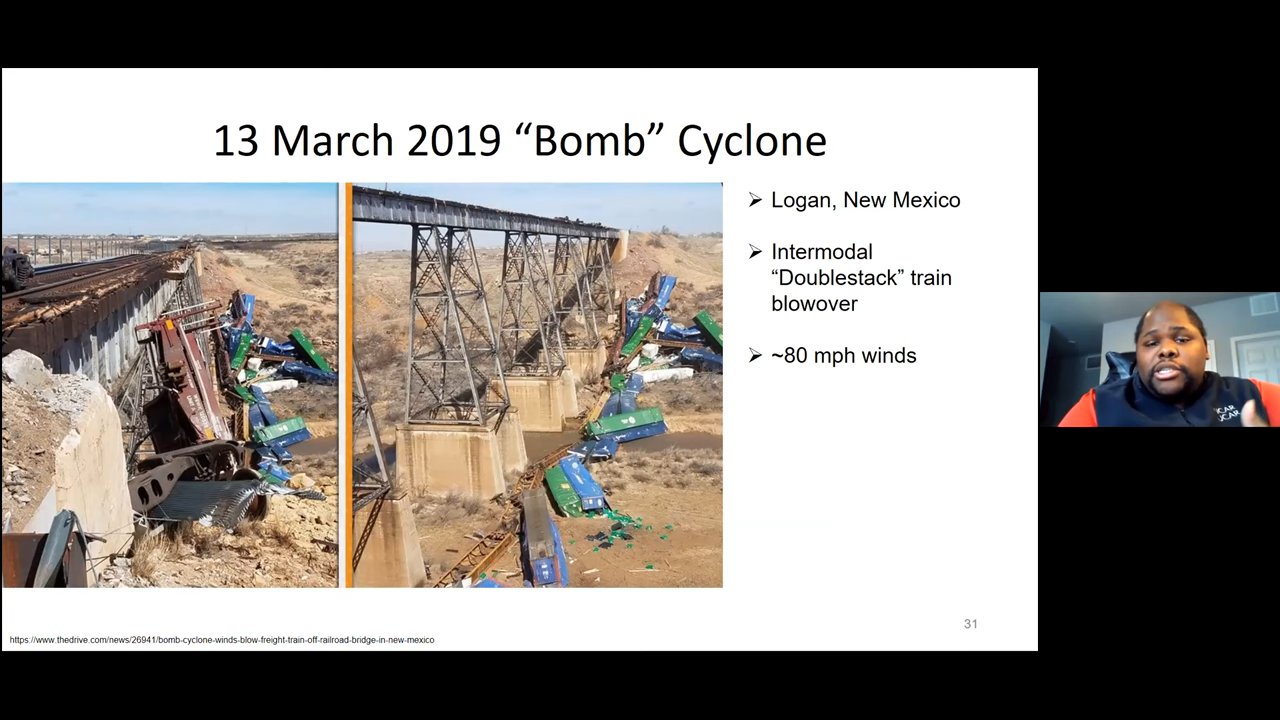 13 March 2019 “Bomb” Cyclone
➢ Logan, New Mexico
➢ Intermodal
“Doublestack” train
blowover
➢ ~80 mph winds
31
https://www.thedrive.com/news/26941/bomb-cyclone-winds-blow-freight-train-off-railroad-bridge-in-new-mexico